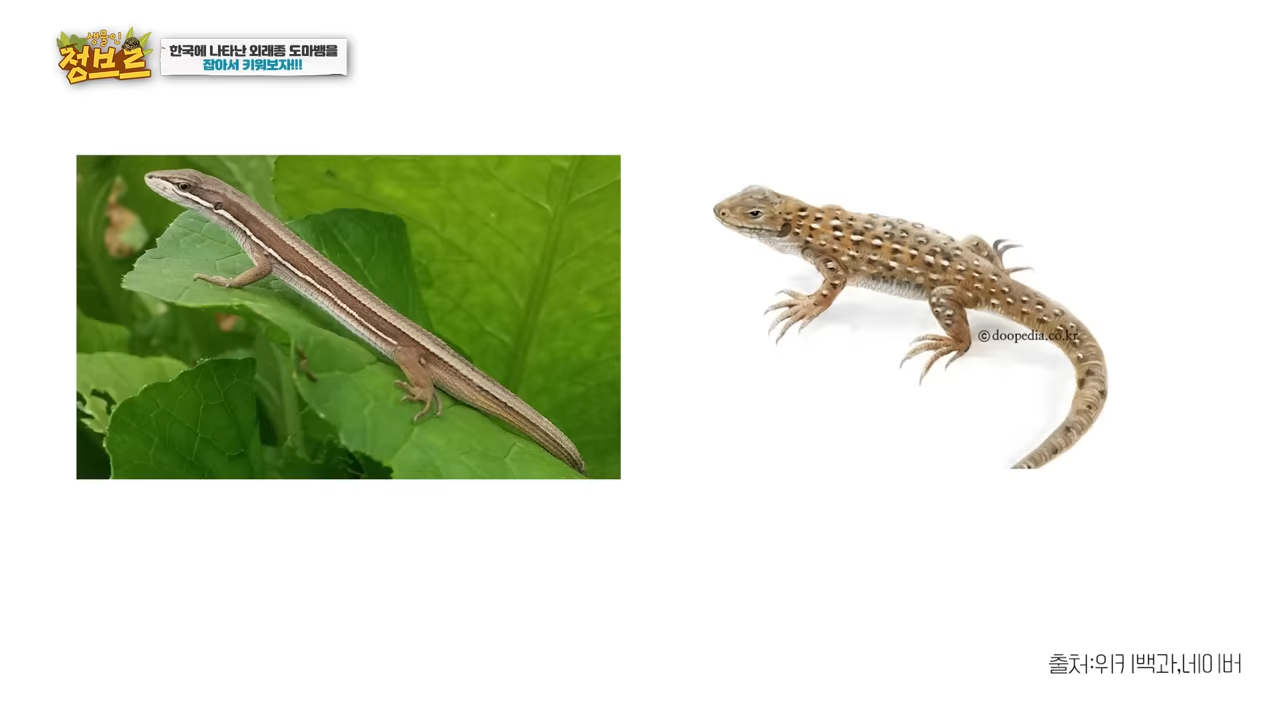 생물인
정브르
한국에 나타난 외래종 도마뱀을
잡아서 키워보자!!!
©doopedia.co.kr
출처:위키백과,네이버